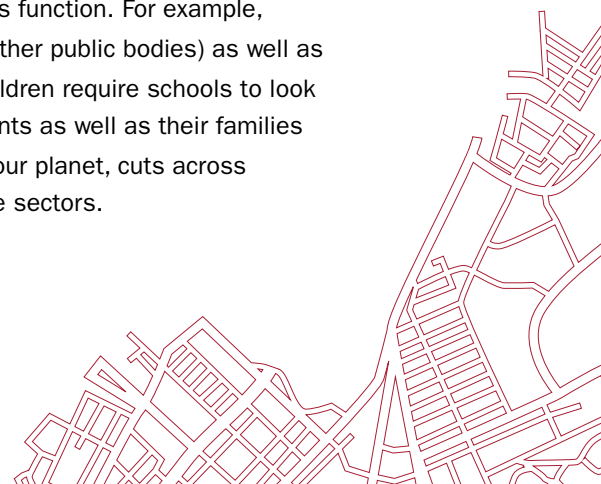 s function. For example,
ther public bodies) as well as
ldren require schools to look
nts as well as their families
our planet, cuts across
e sectors.